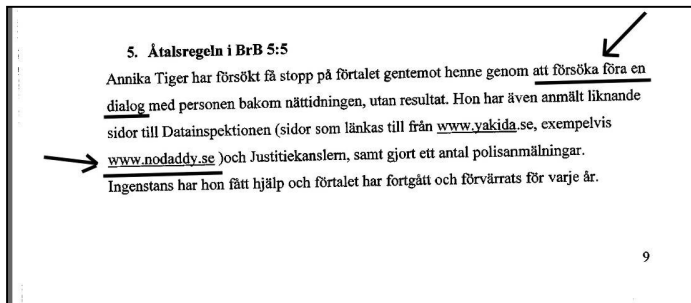 5. Åtalsregeln i BrB 5:5
Annika Tiger har försökt få stopp på förtalet gentemot henne genom att försöka föra en
dialog med personen bakom nättidningen, utan resultat. Hon har även anmält liknande
sidor till Datainspektionen (sidor som länkas till från www.yakida.se, exempelvis
www.nodaddy.se )och Justitiekanslern, samt gjort ett antal polisanmälningar.
Ingenstans har hon fått hjälp och förtalet har fortgått och förvärrats för varje år.
9